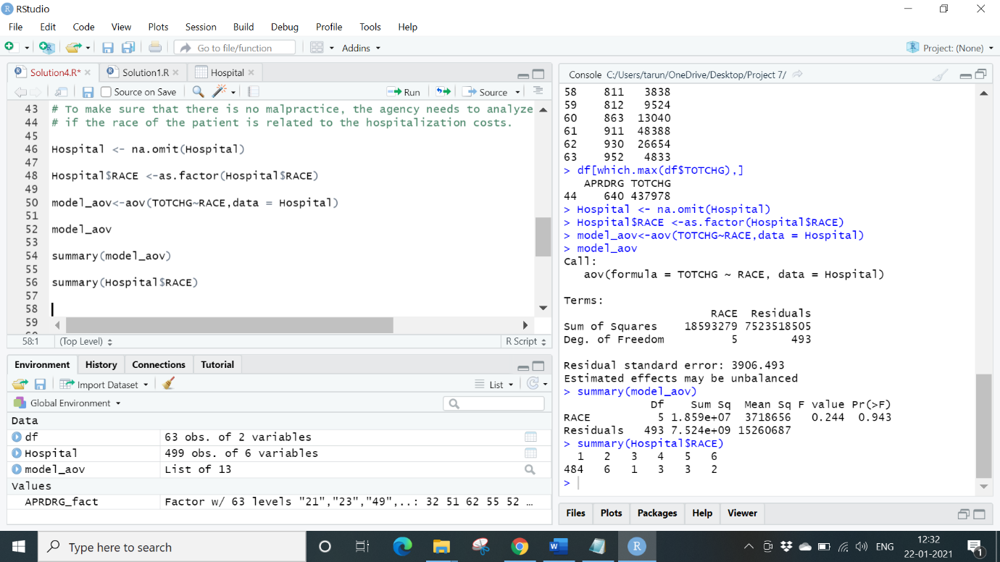 RStudio
File Edit Code View Plots Session Build Debug Profile Tools Help
Go to file/function Addins Project: (None)
Solution4.R* Solution1.R Hospital
Source on Save Run Source
43 # To make sure that there is no malpractice, the agency needs to analyze
44 # if the race of the patient is related to the hospitalization costs.
45
46 Hospital <- na.omit(Hospital)
47
48 Hospital$RACE <-as.factor(Hospital$RACE)
49
50 model_aov<-aov(TOTCHG~RACE,data = Hospital)
51
52 model_aov
53
54 summary(model_aov)
55
56 summary(Hospital$RACE)
57
58
59
58:1 (Top Level) R Script
Environment History Connections Tutorial
Import Dataset List
Global Environment
Data
df 63 obs. of 2 variables
Hospital 499 obs. of 6 variables
model_aov List of 13
Values
APRDRG_fact Factor w/ 63 levels "21","23","49",..: 32 51 62 55 52 …
Console C:/Users/tarun/OneDrive/Desktop/Project 7/
58 811 3838
59 812 9524
60 863 13040
61 911 48388
62 930 26654
63 952 4833
> df[which.max(df$TOTCHG),]
APRDRG TOTCHG
44 640 437978
> Hospital <- na.omit(Hospital)
> Hospital$RACE <-as.factor(Hospital$RACE)
> model_aov<-aov(TOTCHG~RACE,data = Hospital)
> model_aov
Call:
aov(formula = TOTCHG ~ RACE, data = Hospital)
Terms:
RACE Residuals
Sum of Squares 18593279 7523518505
Deg. of Freedom 5 493
Residual standard error: 3906.493
Estimated effects may be unbalanced
> summary(model_aov)
Df Sum Sq Mean Sq F value Pr(>F)
RACE 5 1.859e+07 3718656 0.244 0.943
Residuals 493 7.524e+09 15260687
> summary(Hospital$RACE)
1 2 3 4 5 6
484 6 1 3 3 2
>
Files Plots Packages Help Viewer
Type here to search
ENG
12:32
22-01-2021
1